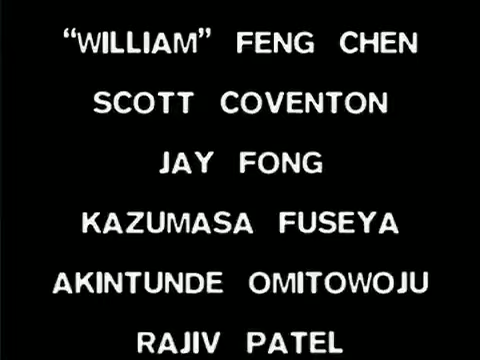 “WILLIAM” FENG CHEN
SCOTT COVENTON
JAY FONG
KAZUMASA FUSEYA
AKINTUNDE OMITOWOJU
RAJIV PATEL